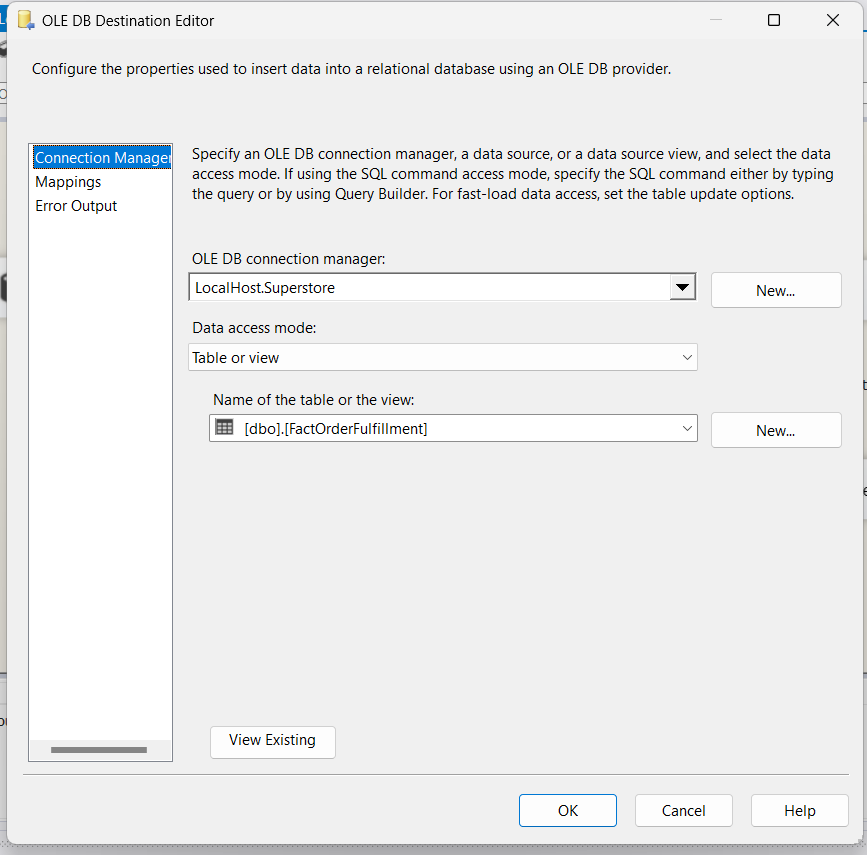 OLE DB Destination Editor
Configure the properties used to insert data into a relational database using an OLE DB provider.
Connection Manager
Mappings
Error Output
Specify an OLE DB connection manager, a data source, or a data source view, and select the data
access mode. If using the SQL command access mode, specify the SQL command either by typing
the query or by using Query Builder. For fast-load data access, set the table update options.
OLE DB connection manager:
LocalHost.Superstore
New...
Data access mode:
Table or view
Name of the table or the view:
[dbo].[FactOrderFulfillment]
New...
View Existing
OK
Cancel
Help